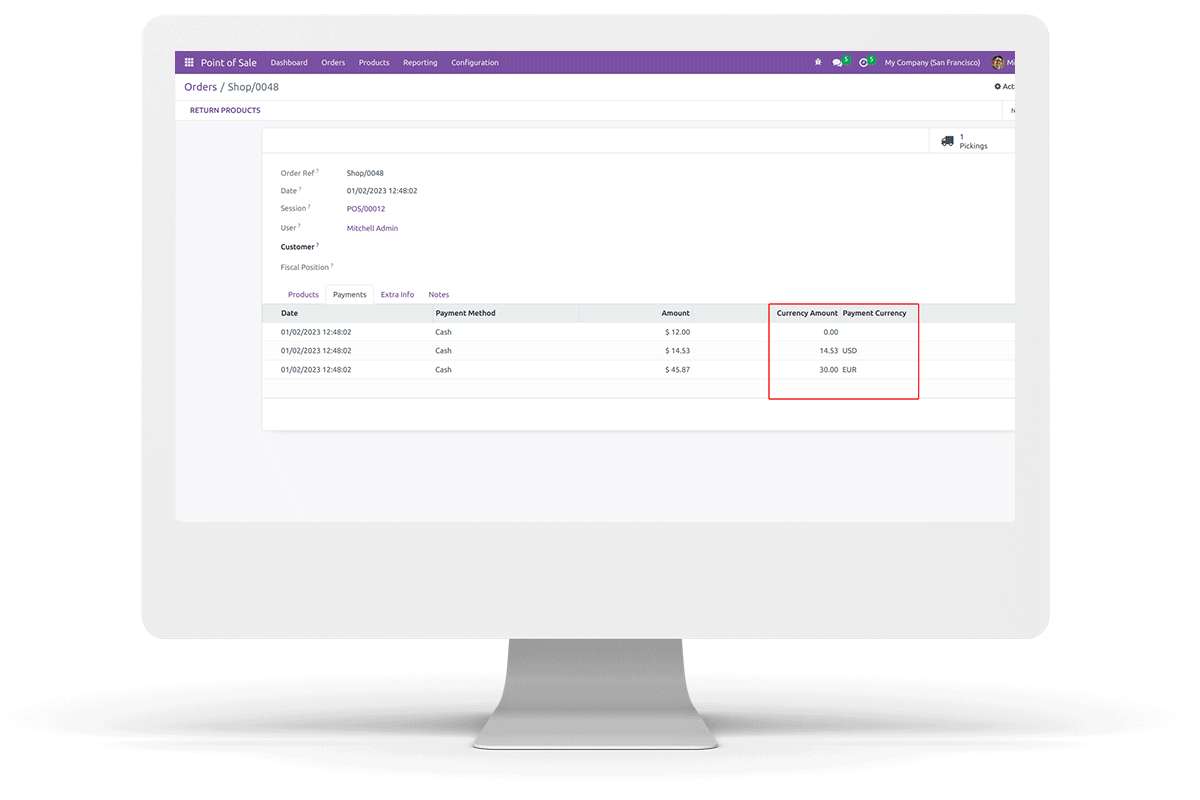 Point of Sale Dashboard Orders Products Reporting Configuration 5 5 My Company (San Francisco) Mi
Orders / Shop/0048 Act
RETURN PRODUCTS
1
Pickings
Order Ref ? Shop/0048
Date ? 01/02/2023 12:48:02
Session ? POS/00012
User ? Mitchell Admin
Customer ?
Fiscal Position ?
Products Payments Extra Info Notes
Date Payment Method Amount Currency Amount Payment Currency
01/02/2023 12:48:02 Cash $ 12.00 0.00
01/02/2023 12:48:02 Cash $ 14.53 14.53 USD
01/02/2023 12:48:02 Cash $ 45.87 30.00 EUR